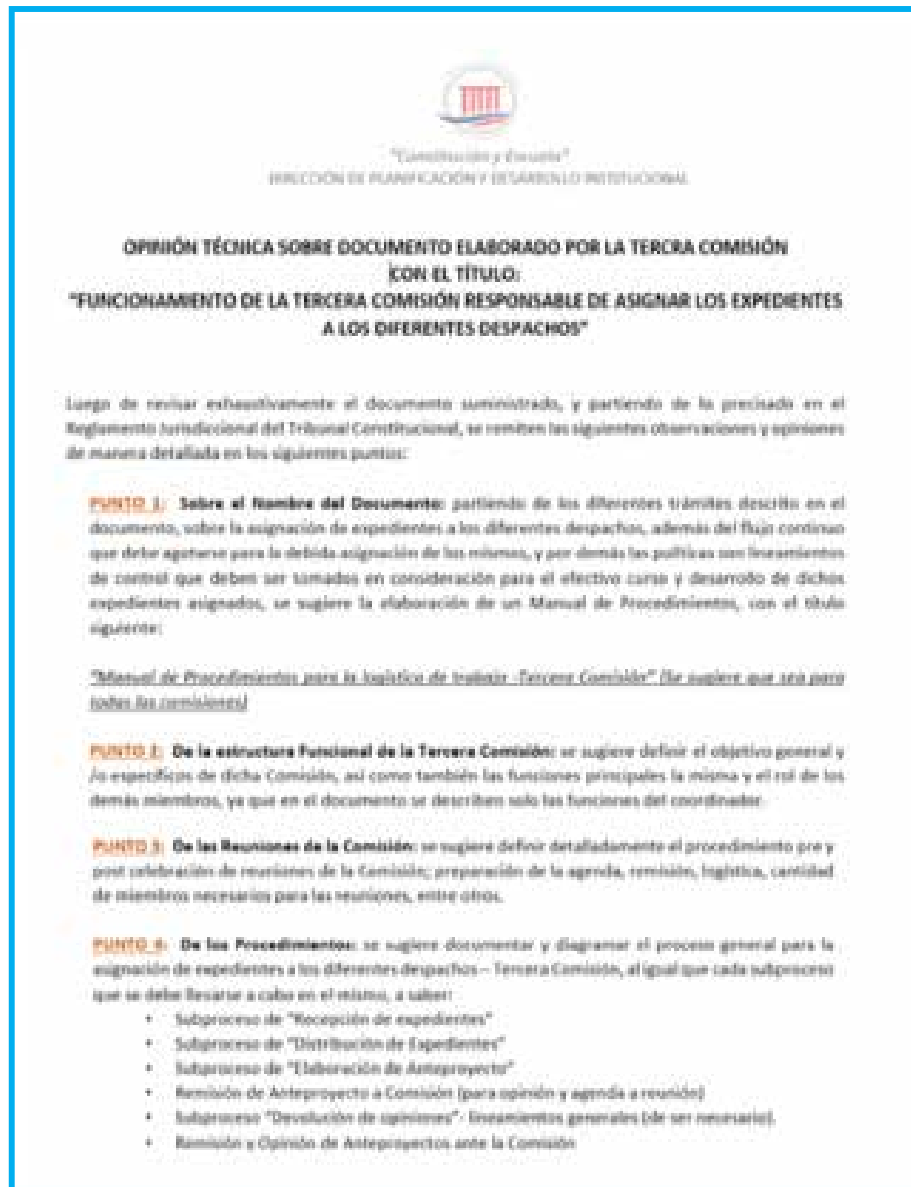 "Constitución y Escuela"
DIRECCIÓN DE PLANIFICACIÓN Y DESARROLLO INSTITUCIONAL
OPINIÓN TÉCNICA SOBRE DOCUMENTO ELABORADO POR LA TERCRA COMISIÓN
CON EL TÍTULO:
"FUNCIONAMIENTO DE LA TERCERA COMISIÓN RESPONSABLE DE ASIGNAR LOS EXPEDIENTES
A LOS DIFERENTES DESPACHOS"
Luego de revisar exhaustivamente el documento suministrado, y partiendo de lo precisado en el
Reglamento Jurisdiccional del Tribunal Constitucional, se remiten las siguientes observaciones y opiniones
de manera detallada en los siguientes puntos:
PUNTO 1: Sobre el Nombre del Documento: partiendo de los diferentes trámites descrito en el
documento, sobre la asignación de expedientes a los diferentes despachos, además del flujo continuo
que debe agotarse para la debida asignación de los mismos, y por demás las políticas son lineamientos
de control que deben ser tomados en consideración para el efectivo curso y desarrollo de dichos
expedientes asignados, se sugiere la elaboración de un Manual de Procedimientos, con el título
siguiente:
"Manual de Procedimientos para la logística de trabajo -Tercera Comisión" (Se sugiere que sea para
todas las comisiones)
PUNTO 2: De la estructura Funcional de la Tercera Comisión: se sugiere definir el objetivo general y
/o específicos de dicha Comisión, así como también las funciones principales la misma y el rol de los
demás miembros, ya que en el documento se describen solo las funciones del coordinador.
PUNTO 3: De las Reuniones de la Comisión: se sugiere definir detalladamente el procedimiento pre y
post celebración de reuniones de la Comisión; preparación de la agenda, remisión, logística, cantidad
de miembros necesarios para las reuniones, entre otros.
PUNTO 4: De los Procedimientos: se sugiere documentar y diagramar el proceso general para la
asignación de expedientes a los diferentes despachos – Tercera Comisión, al igual que cada subproceso
que se debe llevarse a cabo en el mismo, a saber:
• Subproceso de "Recepción de expedientes"
• Subproceso de "Distribución de Expedientes"
• Subproceso de "Elaboración de Anteproyecto"
• Remisión de Anteproyecto a Comisión (para opinión y agenda a reunión)
• Subproceso "Devolución de opiniones"- lineamientos generales (de ser necesario).
• Remisión y Opinión de Anteproyectos ante la Comisión